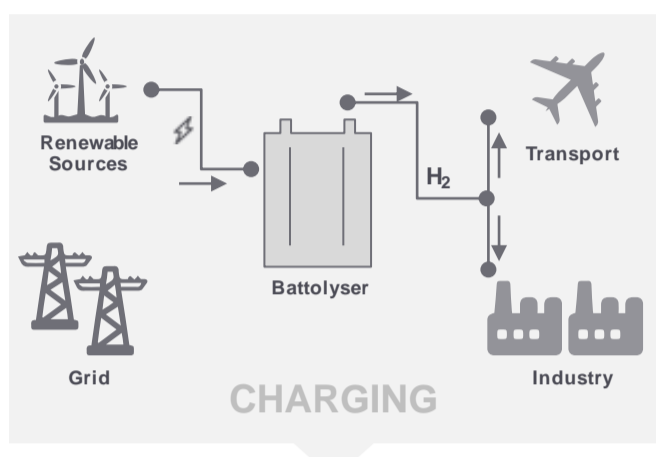 Renewable
Sources
Transport
H2
Battolyser
Grid
Industry
CHARGING